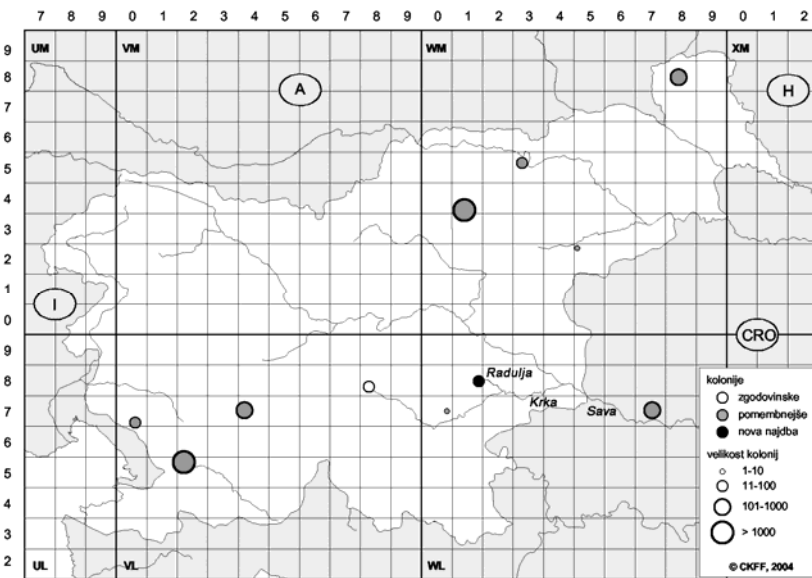 7 8 9 0 1 2 3 4 5 6 7 8 9 0 1 2 3 4 5 6 7 8 9 0 1 2
9 UM VM WM XM
8
A H
7
6
5
4
3
2
1
I
0
CRO
9
8 Radulja
7 Krka Sava
6
5
4
3
2 UL VL WL
kolonije
zgodovinske
pomembnejše
nova najdba
velikost kolonij
1-10
11-100
101-1000
> 1000
© CKFF, 2004